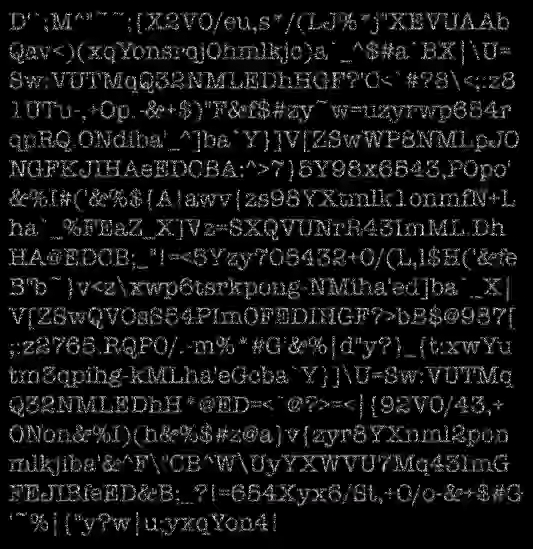 D'`;M^"~~;{X2V0/eu,s*/(LJ%*j"XEVUAAb
Qav<)(xqYonsrqjOhmlkjc)a`_^$#a`BX|\U=
Sw:VUTMqQ32NMLEDhHGF?'C<`#?8\<;:z8
1UTu-,+Op.-&+$)"F&f$#zy~w=uzyrwp654r
qpRQ.ONdiba'_^]ba`Y}]V[ZSwWP8NMLpJO
NGFKJIHAeEDCBA:^>7}5Y98x6543,POpo'
&%I#('&%${A!awv{zs98YXtmlk1onmfN+L
ha`_%FEaZ_X]Vz=SXQVUNrR43ImML.Dh
HA@EDCB;_"!=<5Yzy705432+O/(L,l$H('&fe
B"b~}v<z\xwp6tsrkpong-NMiha'ed]ba`_X|
V[ZSwQVOsS54PImOFEDIHGF?>bB$@987[
;:z2765.RQP0/.-m%*#G'&%|d"y?}_{t:xwYu
tm3qpihg-kMLha'eGcba`Y}]\U=Sw:VUTMq
Q32NMLEDhH*@ED=<`@?>=<|{92V0/43,+
ONon&%I)(h&%$#z@a}v{zyr8YXnml2pon
mlkjiba'&^F\"CB^W\UyYXWVU7Mq43ImG
FEJIBfeED&B;_?!=654Xyx6/St,+O/o-&+$#G
'~%|{"y?w|u;yxqYon4!